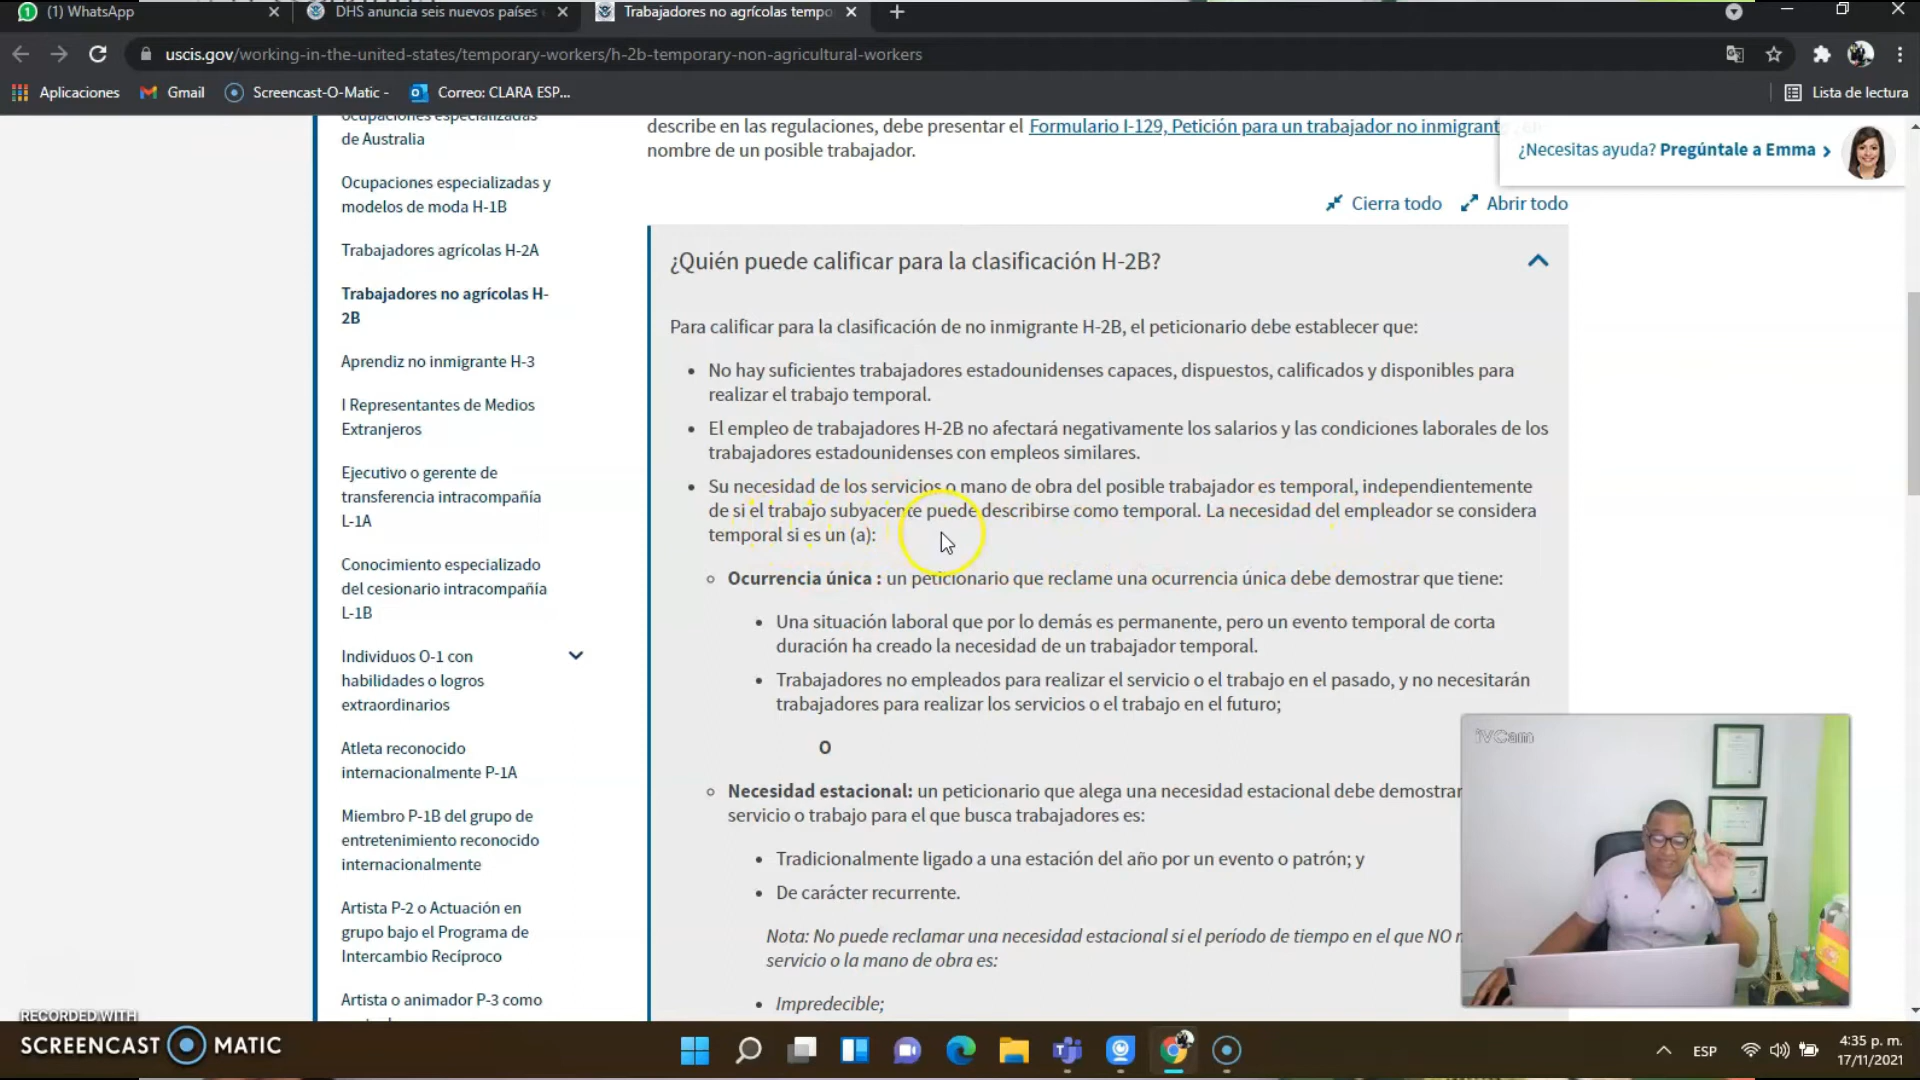 (1) WhatsApp
DHS anuncia seis nuevos países
Trabajadores no agrícolas tempo
uscis.gov/working-in-the-united-states/temporary-workers/h-2b-temporary-non-agricultural-workers
Aplicaciones
Gmail
Screencast-O-Matic -
Correo: CLARA ESP...
Lista de lectura
ocupaciones especializadas
de Australia
Ocupaciones especializadas y
modelos de moda H-1B
Trabajadores agrícolas H-2A
Trabajadores no agrícolas H-
2B
Aprendiz no inmigrante H-3
I Representantes de Medios
Extranjeros
Ejecutivo o gerente de
transferencia intracompañía
L-1A
Conocimiento especializado
del cesionario intracompañía
L-1B
Individuos O-1 con
habilidades o logros
extraordinarios
Atleta reconocido
internacionalmente P-1A
Miembro P-1B del grupo de
entretenimiento reconocido
internacionalmente
Artista P-2 o Actuación en
grupo bajo el Programa de
Intercambio Recíproco
Artista o animador P-3 como
describe en las regulaciones, debe presentar el Formulario I-129, Petición para un trabajador no inmigrant
nombre de un posible trabajador.
¿Necesitas ayuda? Pregúntale a Emma
Cierra todo
Abrir todo
¿Quién puede calificar para la clasificación H-2B?
Para calificar para la clasificación de no inmigrante H-2B, el peticionario debe establecer que:
• No hay suficientes trabajadores estadounidenses capaces, dispuestos, calificados y disponibles para
realizar el trabajo temporal.
• El empleo de trabajadores H-2B no afectará negativamente los salarios y las condiciones laborales de los
trabajadores estadounidenses con empleos similares.
• Su necesidad de los servicios o mano de obra del posible trabajador es temporal, independientemente
de si el trabajo subyacente puede describirse como temporal. La necesidad del empleador se considera
temporal si es un (a):
Ocurrencia única : un peticionario que reclame una ocurrencia única debe demostrar que tiene:
• Una situación laboral que por lo demás es permanente, pero un evento temporal de corta
duración ha creado la necesidad de un trabajador temporal.
• Trabajadores no empleados para realizar el servicio o el trabajo en el pasado, y no necesitarán
trabajadores para realizar los servicios o el trabajo en el futuro;
O
Necesidad estacional: un peticionario que alega una necesidad estacional debe demostrar
servicio o trabajo para el que busca trabajadores es:
• Tradicionalmente ligado a una estación del año por un evento o patrón; y
• De carácter recurrente.
Nota: No puede reclamar una necesidad estacional si el período de tiempo en el que NO
servicio o la mano de obra es:
• Impredecible;
iVCam
RECORDED WITH
SCREENCAST MATIC
ESP
4:35 p. m.
17/11/2021